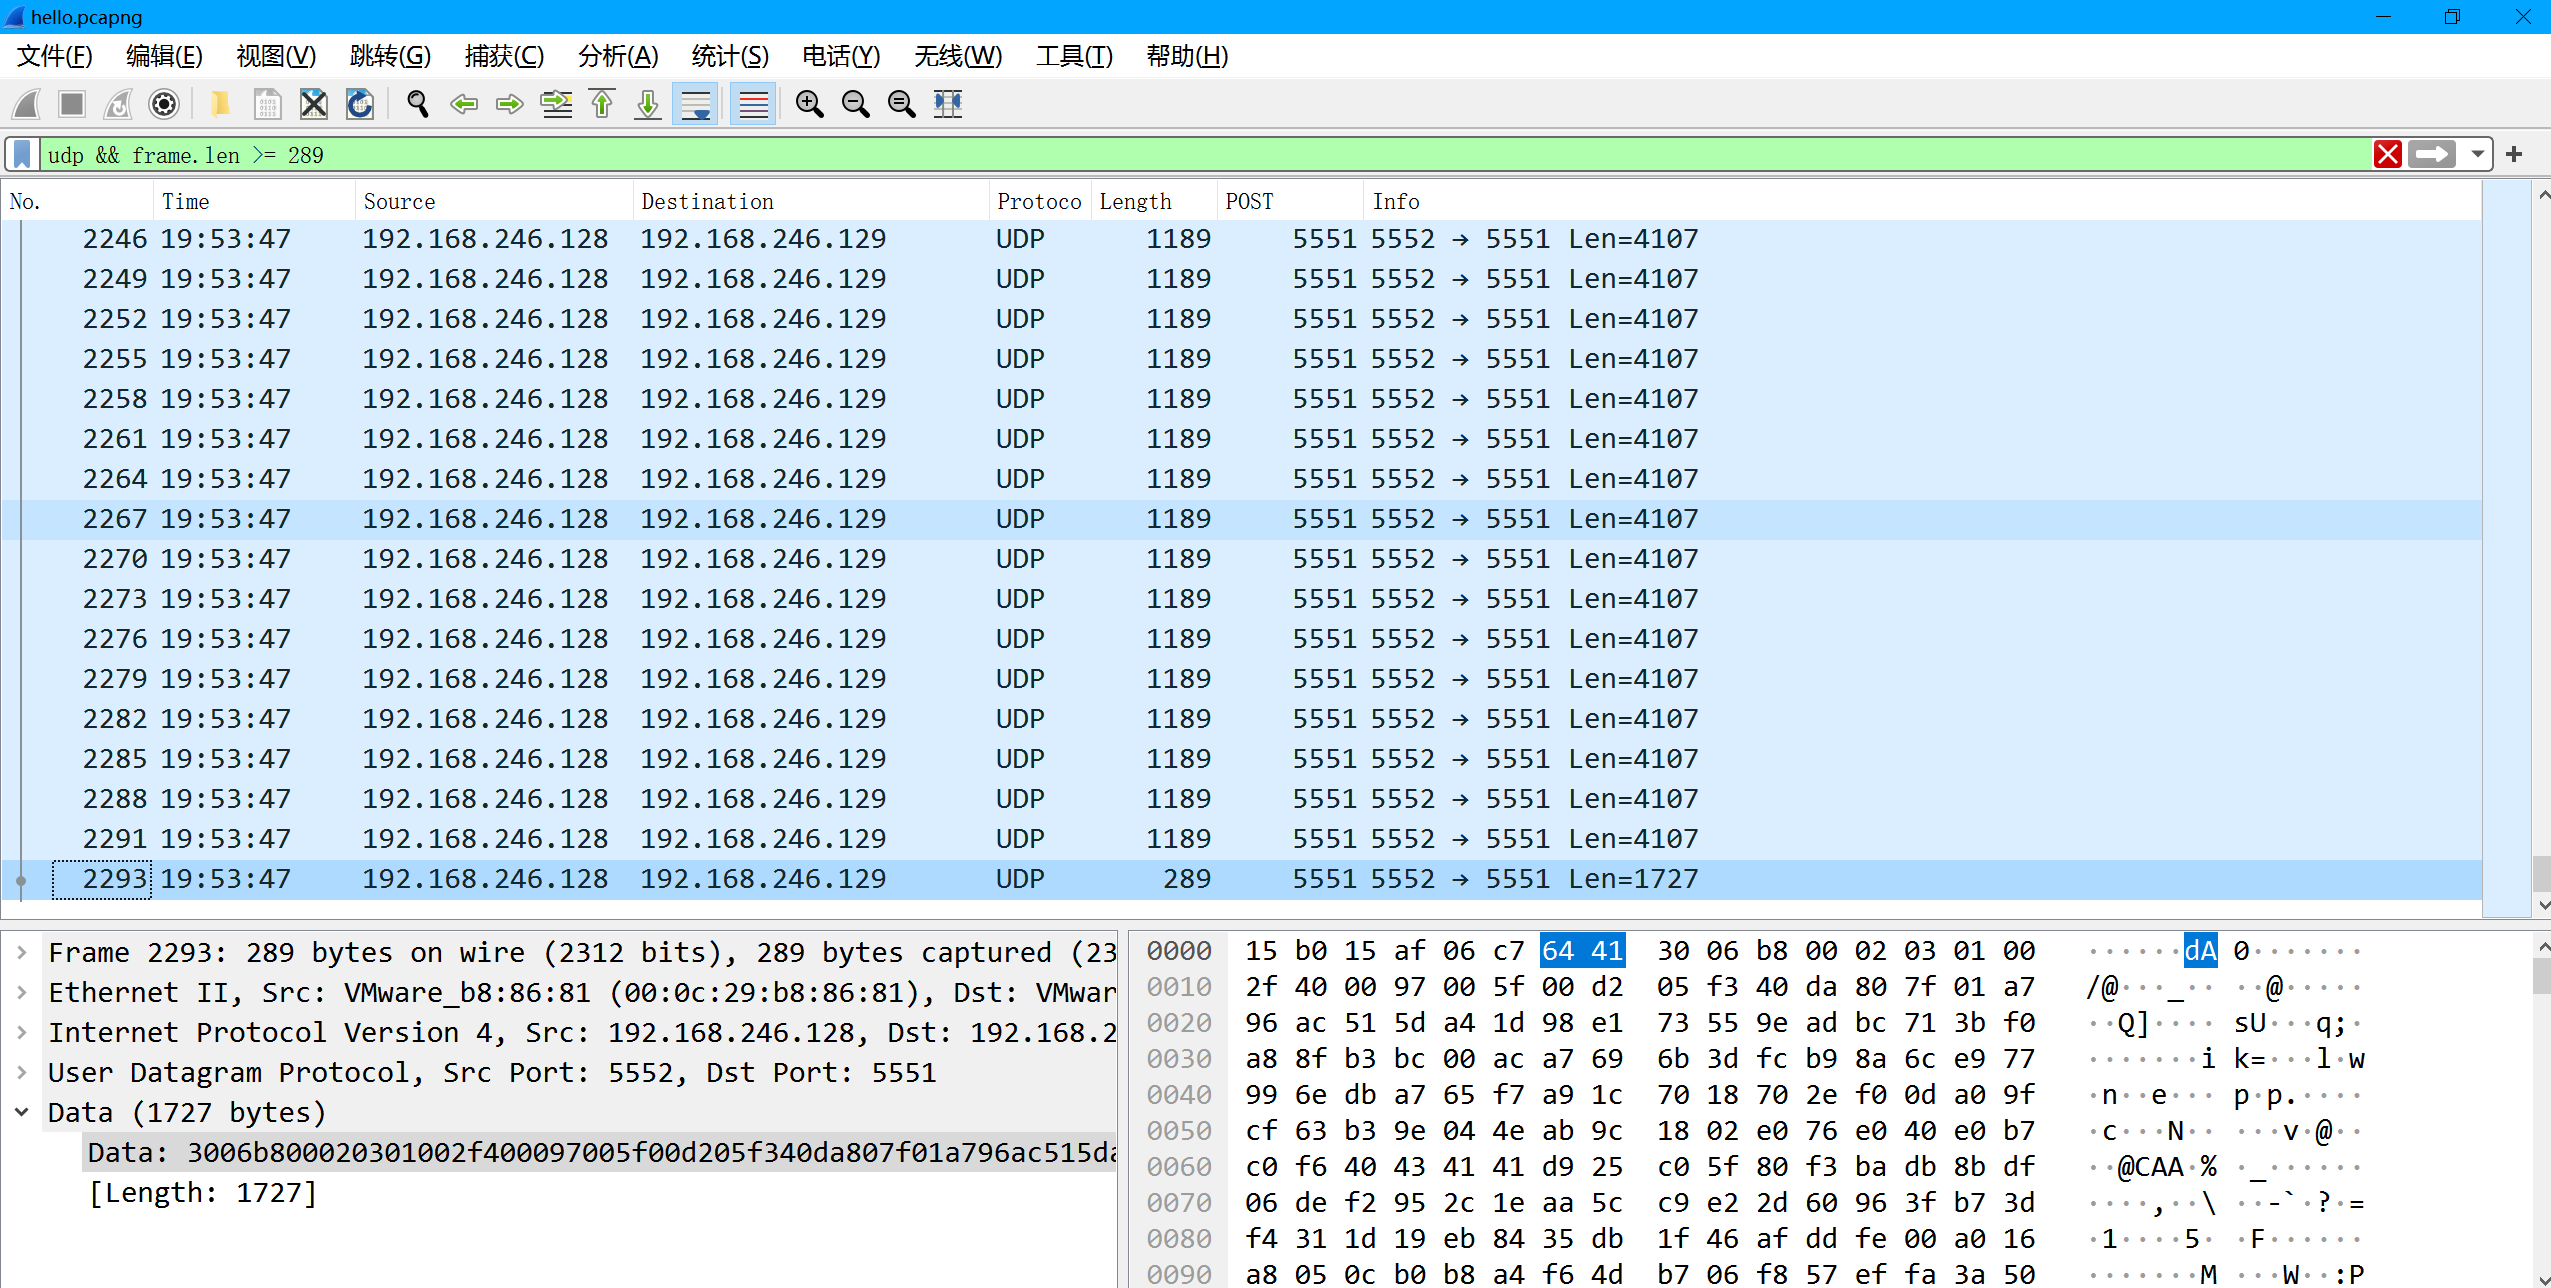 hello.pcapng
文件(F) 编辑(E) 视图(V) 跳转(G) 捕获(C) 分析(A) 统计(S) 电话(Y) 无线(W) 工具(T) 帮助(H)
udp && frame.len >= 289
No. Time Source Destination Protoco Length POST Info
2246 19:53:47 192.168.246.128 192.168.246.129 UDP 1189 5551 5552 → 5551 Len=4107
2249 19:53:47 192.168.246.128 192.168.246.129 UDP 1189 5551 5552 → 5551 Len=4107
2252 19:53:47 192.168.246.128 192.168.246.129 UDP 1189 5551 5552 → 5551 Len=4107
2255 19:53:47 192.168.246.128 192.168.246.129 UDP 1189 5551 5552 → 5551 Len=4107
2258 19:53:47 192.168.246.128 192.168.246.129 UDP 1189 5551 5552 → 5551 Len=4107
2261 19:53:47 192.168.246.128 192.168.246.129 UDP 1189 5551 5552 → 5551 Len=4107
2264 19:53:47 192.168.246.128 192.168.246.129 UDP 1189 5551 5552 → 5551 Len=4107
2267 19:53:47 192.168.246.128 192.168.246.129 UDP 1189 5551 5552 → 5551 Len=4107
2270 19:53:47 192.168.246.128 192.168.246.129 UDP 1189 5551 5552 → 5551 Len=4107
2273 19:53:47 192.168.246.128 192.168.246.129 UDP 1189 5551 5552 → 5551 Len=4107
2276 19:53:47 192.168.246.128 192.168.246.129 UDP 1189 5551 5552 → 5551 Len=4107
2279 19:53:47 192.168.246.128 192.168.246.129 UDP 1189 5551 5552 → 5551 Len=4107
2282 19:53:47 192.168.246.128 192.168.246.129 UDP 1189 5551 5552 → 5551 Len=4107
2285 19:53:47 192.168.246.128 192.168.246.129 UDP 1189 5551 5552 → 5551 Len=4107
2288 19:53:47 192.168.246.128 192.168.246.129 UDP 1189 5551 5552 → 5551 Len=4107
2291 19:53:47 192.168.246.128 192.168.246.129 UDP 1189 5551 5552 → 5551 Len=4107
2293 19:53:47 192.168.246.128 192.168.246.129 UDP 289 5551 5552 → 5551 Len=1727
Frame 2293: 289 bytes on wire (2312 bits), 289 bytes captured (23
Ethernet II, Src: VMware_b8:86:81 (00:0c:29:b8:86:81), Dst: VMwar
Internet Protocol Version 4, Src: 192.168.246.128, Dst: 192.168.2
User Datagram Protocol, Src Port: 5552, Dst Port: 5551
Data (1727 bytes)
Data: 3006b800020301002f400097005f00d205f340da807f01a796ac515da
[Length: 1727]
0000 15 b0 15 af 06 c7 64 41 30 06 b8 00 02 03 01 00 ······dA 0·······
0010 2f 40 00 97 00 5f 00 d2 05 f3 40 da 80 7f 01 a7 /@···_·· ··@·····
0020 96 ac 51 5d a4 1d 98 e1 73 55 9e ad bc 71 3b f0 ··Q]···· sU···q;·
0030 a8 8f b3 bc 00 ac a7 69 6b 3d fc b9 8a 6c e9 77 ·······i k=···l·w
0040 99 6e db a7 65 f7 a9 1c 70 18 70 2e f0 0d a0 9f ·n··e··· p·p.····
0050 cf 63 b3 9e 04 4e ab 9c 18 02 e0 76 e0 40 e0 b7 ·c···N·· ···v·@··
0060 c0 f6 40 43 41 41 d9 25 c0 5f 80 f3 ba db 8b df ··@CAA·% ·_······
0070 06 de f2 95 2c 1e aa 5c c9 e2 2d 60 96 3f b7 3d ····,··\ ··-`·?·=
0080 f4 31 1d 19 eb 84 35 db 1f 46 af dd fe 00 a0 16 ·1····5· ·F······
0090 a8 05 0c b0 b8 a4 f6 4d b7 06 f8 57 ef fa 3a 50 ·······M ···W··:P